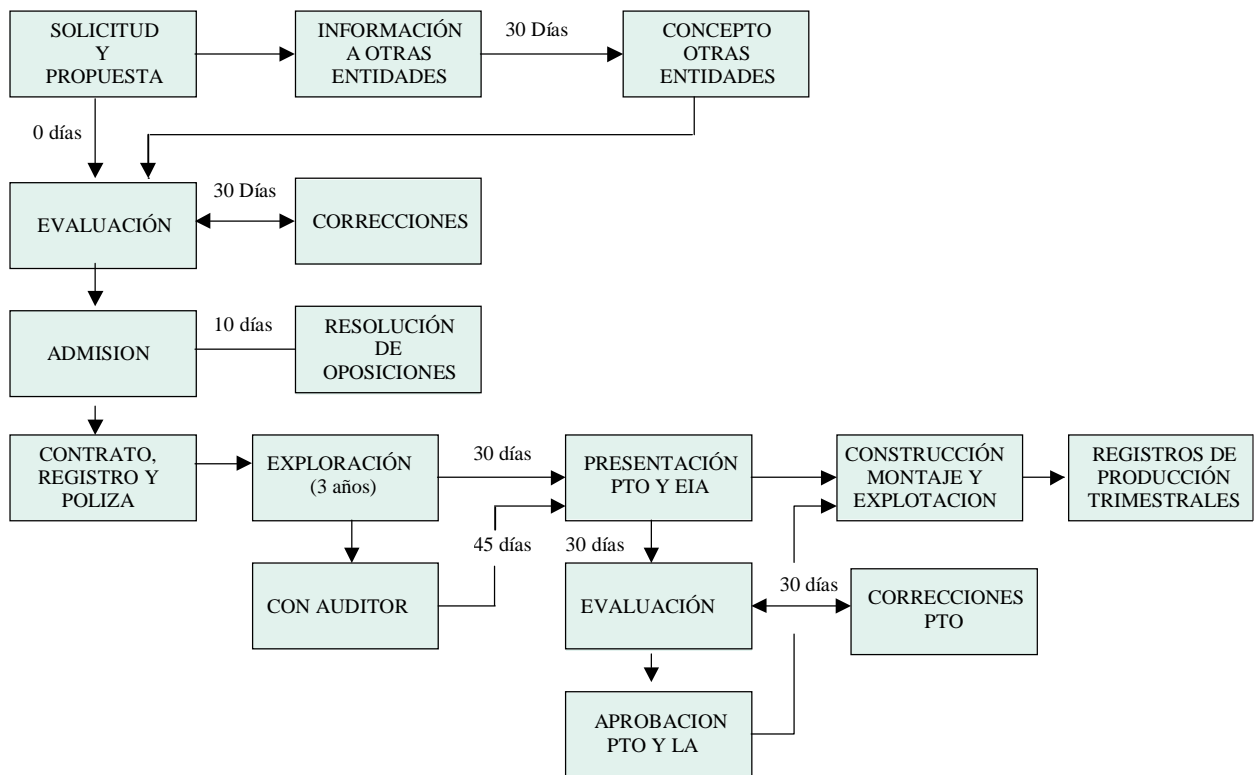 SOLICITUD
Y
PROPUESTA
INFORMACIÓN
A OTRAS
ENTIDADES
30 Días
CONCEPTO
OTRAS
ENTIDADES
0 días
EVALUACIÓN
30 Días
CORRECCIONES
ADMISION
10 días
RESOLUCIÓN
DE
OPOSICIONES
CONTRATO,
REGISTRO Y
POLIZA
EXPLORACIÓN
(3 años)
30 días
PRESENTACIÓN
PTO Y EIA
CONSTRUCCIÓN
MONTAJE Y
EXPLOTACION
REGISTROS DE
PRODUCCIÓN
TRIMESTRALES
CON AUDITOR
45 días
30 días
EVALUACIÓN
30 días
CORRECCIONES
PTO
APROBACION
PTO Y LA